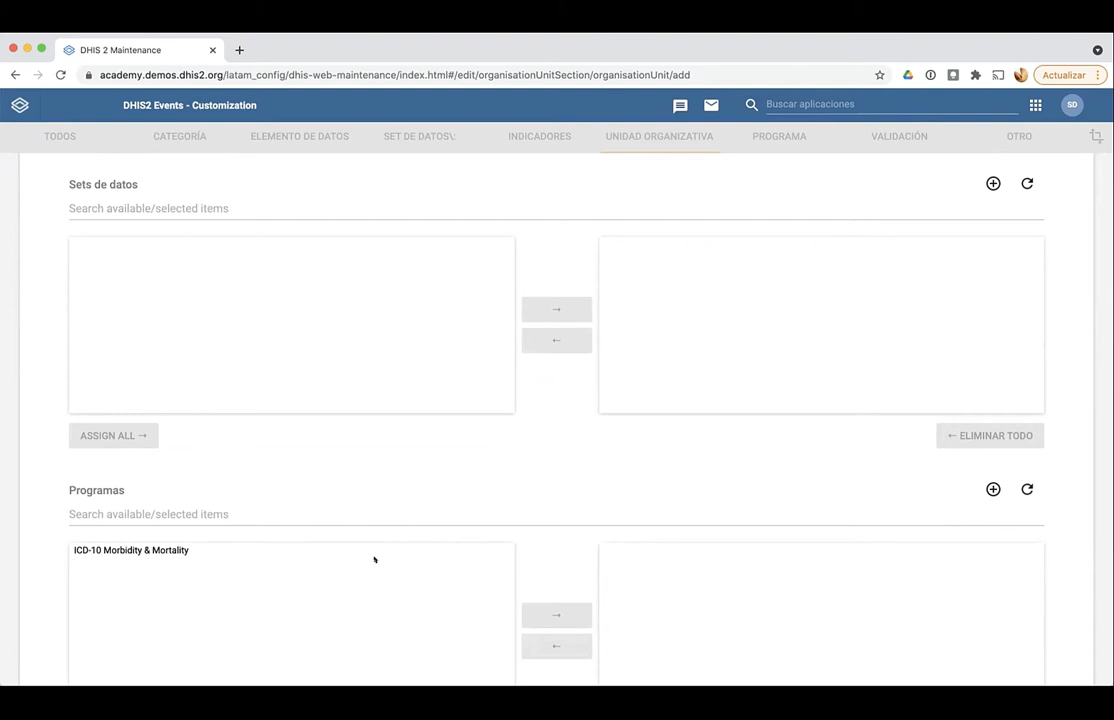 DHIS 2 Maintenance
academy.demos.dhis2.org/latam_config/dhis-web-maintenance/index.html#/edit/organisationUnitSection/organisationUnit/add
Actualizar
DHIS2 Events - Customization
Buscar aplicaciones
SD
TODOS CATEGORÍA ELEMENTO DE DATOS SET DE DATOS\: INDICADORES UNIDAD ORGANIZATIVA PROGRAMA VALIDACIÓN OTRO
Sets de datos
Search available/selected items
→
←
ASSIGN ALL →
← ELIMINAR TODO
Programas
Search available/selected items
ICD-10 Morbidity & Mortality
→
←